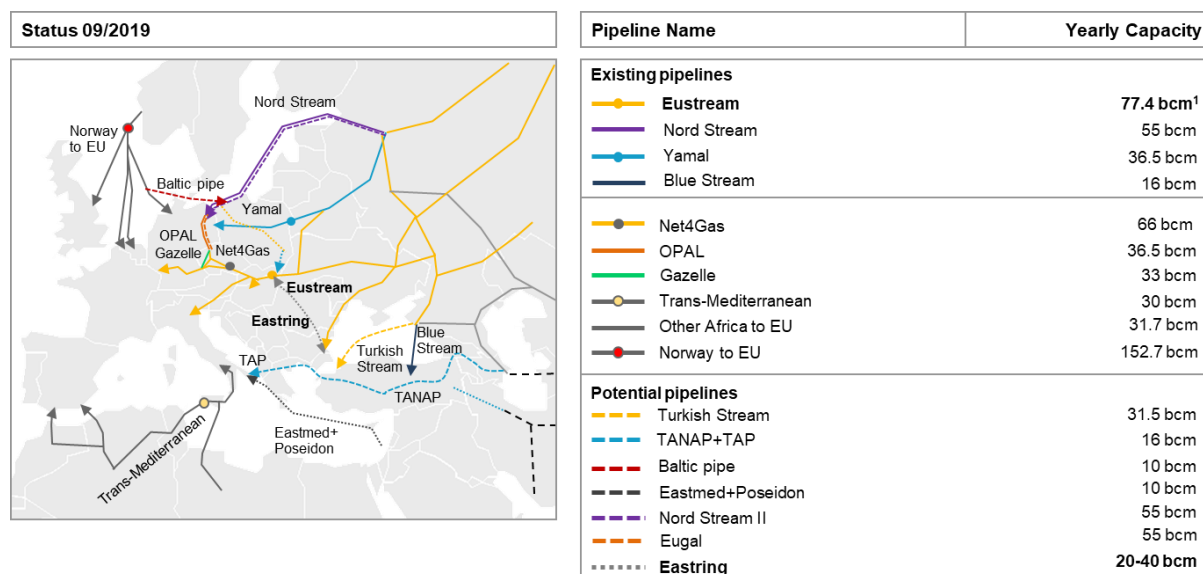 Status 09/2019
Nord Stream
Norway
to EU
Baltic pipe
Yamal
OPAL
Gazelle
Net4Gas
Eustream
Eastring
Blue
Stream
Turkish
Stream
TAP
TANAP
Eastmed+
Poseidon
Trans-Mediterranean
Pipeline Name Yearly Capacity
Existing pipelines
Eustream 77.4 bcm¹
Nord Stream 55 bcm
Yamal 36.5 bcm
Blue Stream 16 bcm
Net4Gas 66 bcm
OPAL 36.5 bcm
Gazelle 33 bcm
Trans-Mediterranean 30 bcm
Other Africa to EU 31.7 bcm
Norway to EU 152.7 bcm
Potential pipelines
Turkish Stream 31.5 bcm
TANAP+TAP 16 bcm
Baltic pipe 10 bcm
Eastmed+Poseidon 10 bcm
Nord Stream II 55 bcm
Eugal 55 bcm
Eastring 20-40 bcm